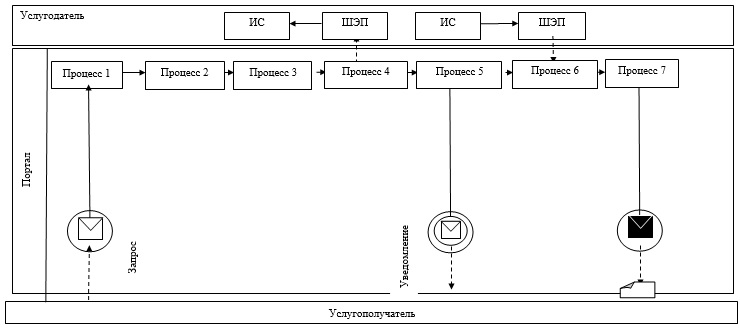 Услугодатель
ИС
ШЭП
ИС
ШЭП
Портал
Процесс 1
Процесс 2
Процесс 3
Процесс 4
Процесс 5
Процесс 6
Процесс 7
Запрос
Уведомление
Услугополучатель